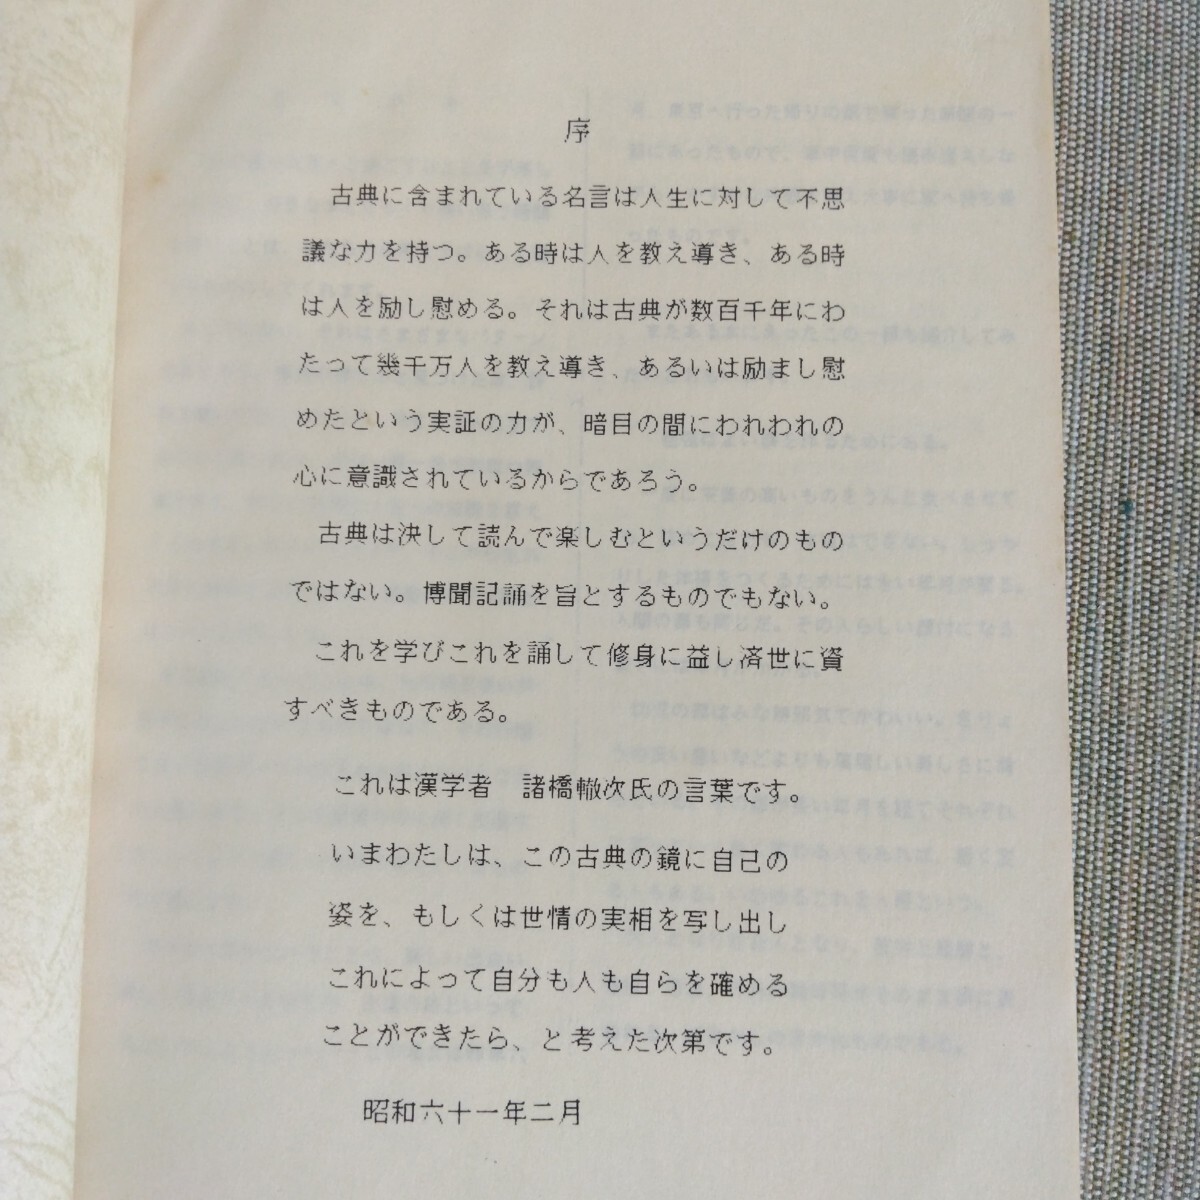 序
古典に含まれている名言は人生に対して不思
議な力を持つ。ある時は人を教え導き、ある時
は人を励し慰める。それは古典が数百千年にわ
たって幾千万人を教え導き、あるいは励まし慰
めたという実証の力が、暗目の間にわれわれの
心に意識されているからであろう。
古典は決して読んで楽しむというだけのもの
ではない。博聞記誦を旨とするものでもない。
これを学びこれを誦して修身に益し済世に資
すべきものである。
これは漢学者　諸橋轍次氏の言葉です。
いまわたしは、この古典の鏡に自己の
姿を、もしくは世情の実相を写し出し
これによって自分も人も自らを確める
ことができたら、と考えた次第です。
昭和六十一年二月